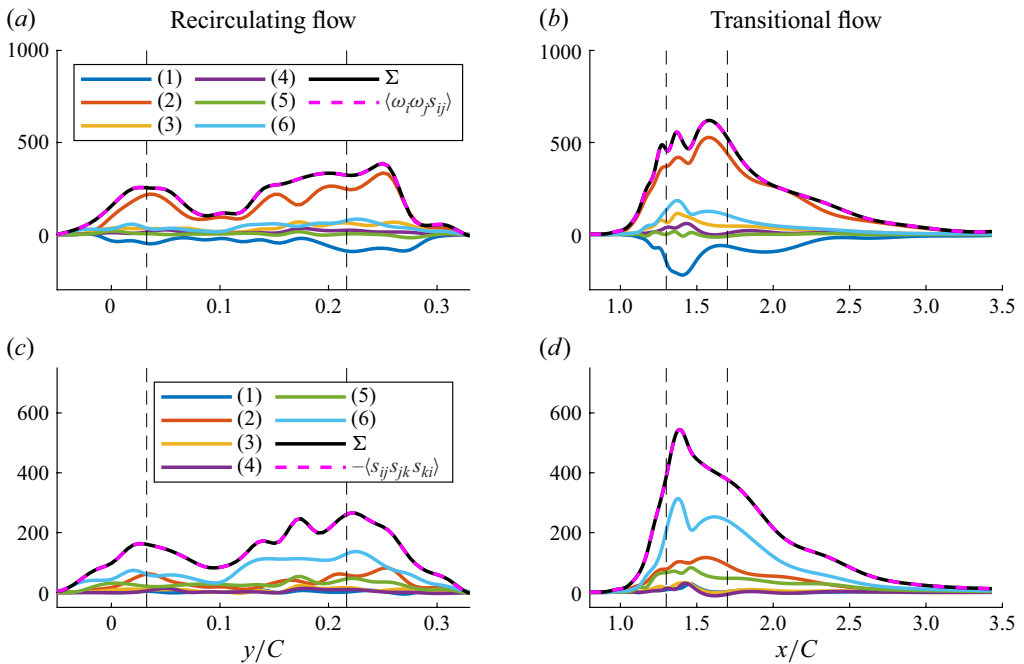 (a) Recirculating flow
(b) Transitional flow
1000
500
0
(1) (4) Σ
(2) (5) ⟨ωᵢωⱼsᵢⱼ⟩
(3) (6)
0 0.1 0.2 0.3
1000
500
0
1.0 1.5 2.0 2.5 3.0 3.5
(c)
(d)
600
400
200
0
(1) (5)
(2) (6)
(3) Σ
(4) −⟨sᵢⱼsⱼₖsₖᵢ⟩
0 0.1 0.2 0.3
y/C
600
400
200
0
1.0 1.5 2.0 2.5 3.0 3.5
x/C